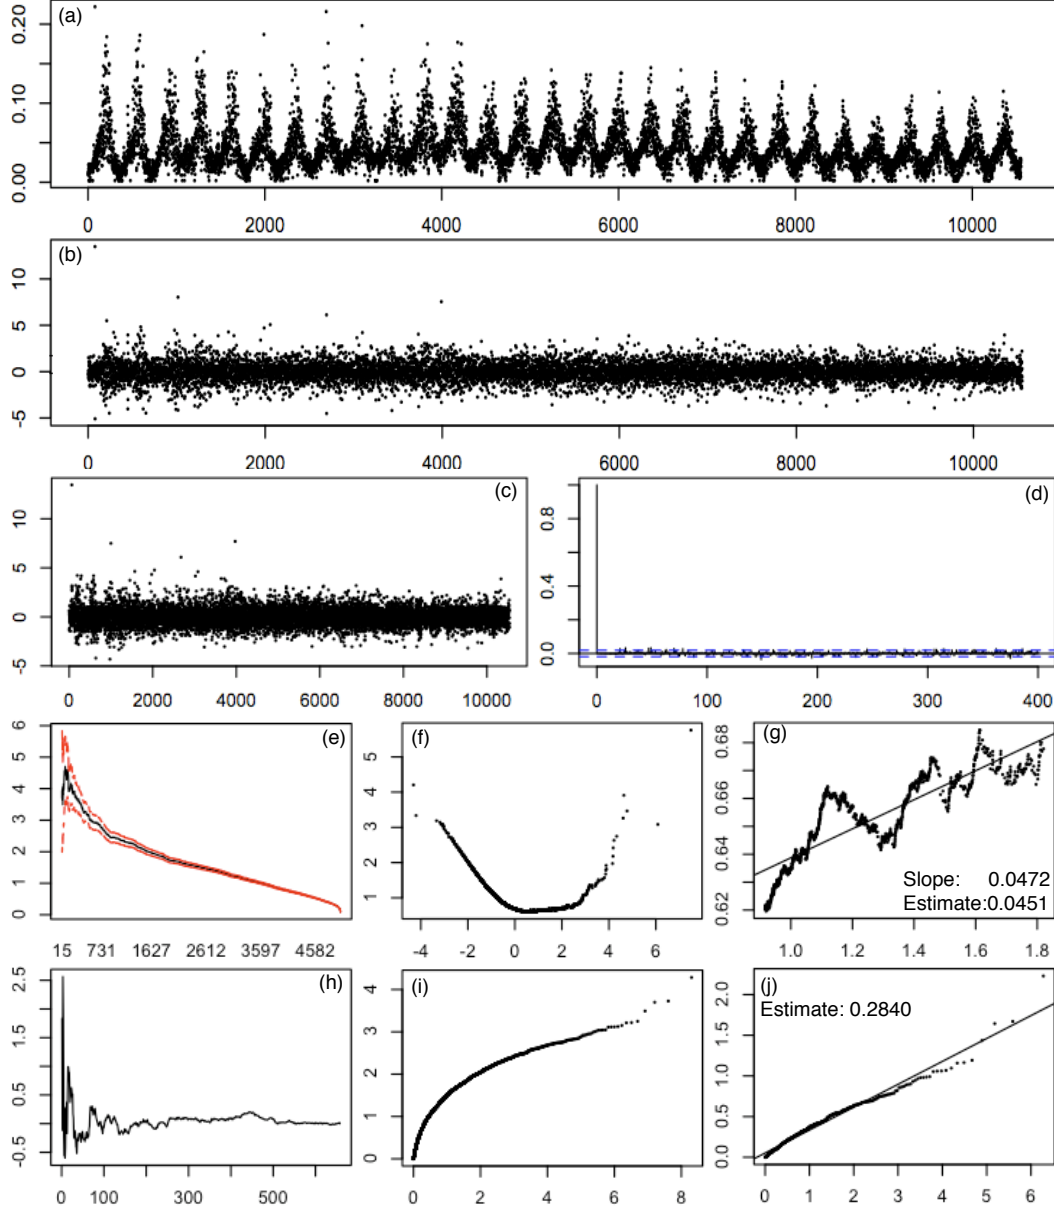 (a)
0.20
0.10
0.00
0 2000 4000 6000 8000 10000
(b)
10
5
0
-5
0 2000 4000 6000 8000 10000
(c)
10
5
0
-5
0 2000 4000 6000 8000 10000
(d)
0.8
0.4
0.0
0 100 200 300 400
(e)
6
5
4
3
2
1
0
15 731 1627 2612 3597 4582
(f)
5
4
3
2
1
-4 -2 0 2 4 6
(g)
0.68
0.66
0.64
0.62
Slope: 0.0472
Estimate:0.0451
1.0 1.2 1.4 1.6 1.8
(h)
2.5
1.5
0.5
-0.5
0 100 300 500
(i)
4
3
2
1
0
0 2 4 6 8
(j)
Estimate: 0.2840
2.0
1.5
1.0
0.5
0.0
0 1 2 3 4 5 6